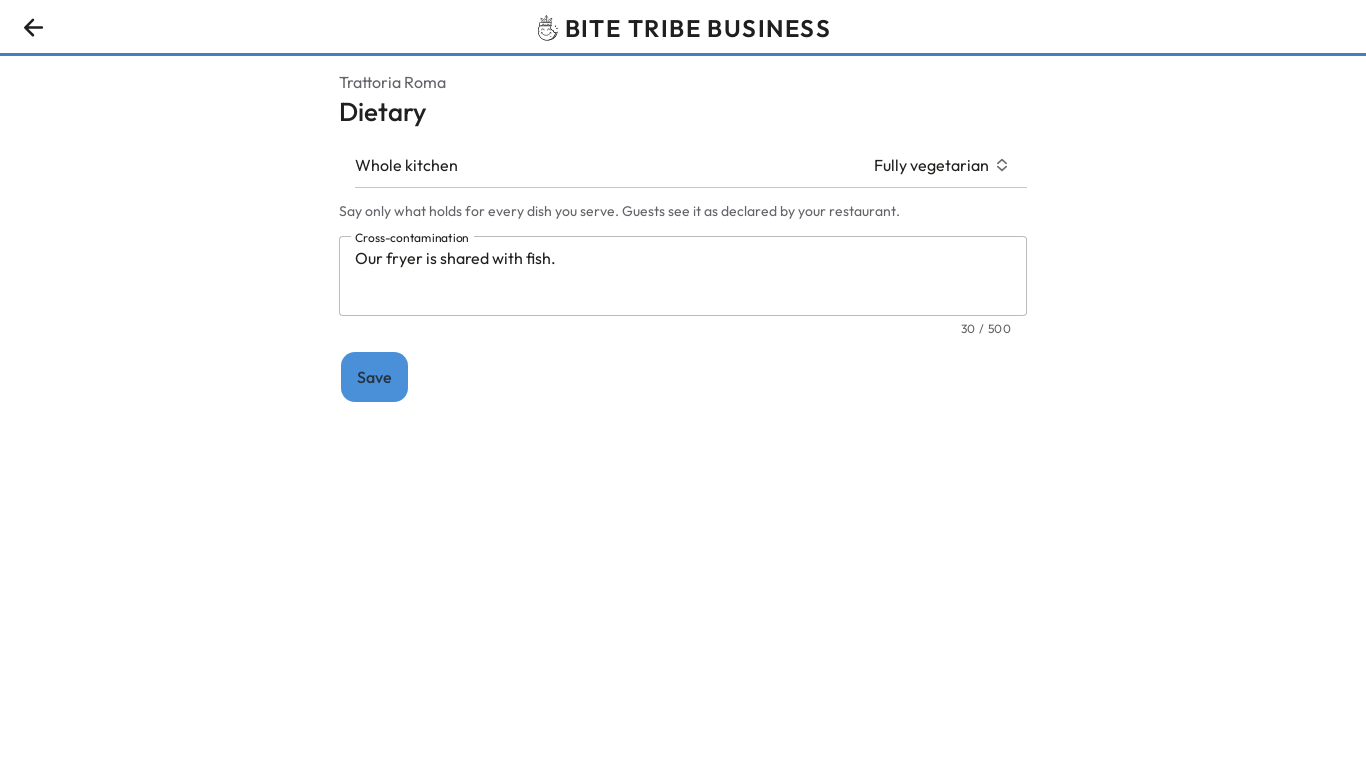 BITE TRIBE BUSINESS
Trattoria Roma
Dietary
Whole kitchen
Fully vegetarian
Say only what holds for every dish you serve. Guests see it as declared by your restaurant.
Cross-contamination
Our fryer is shared with fish.
30 / 500
Save